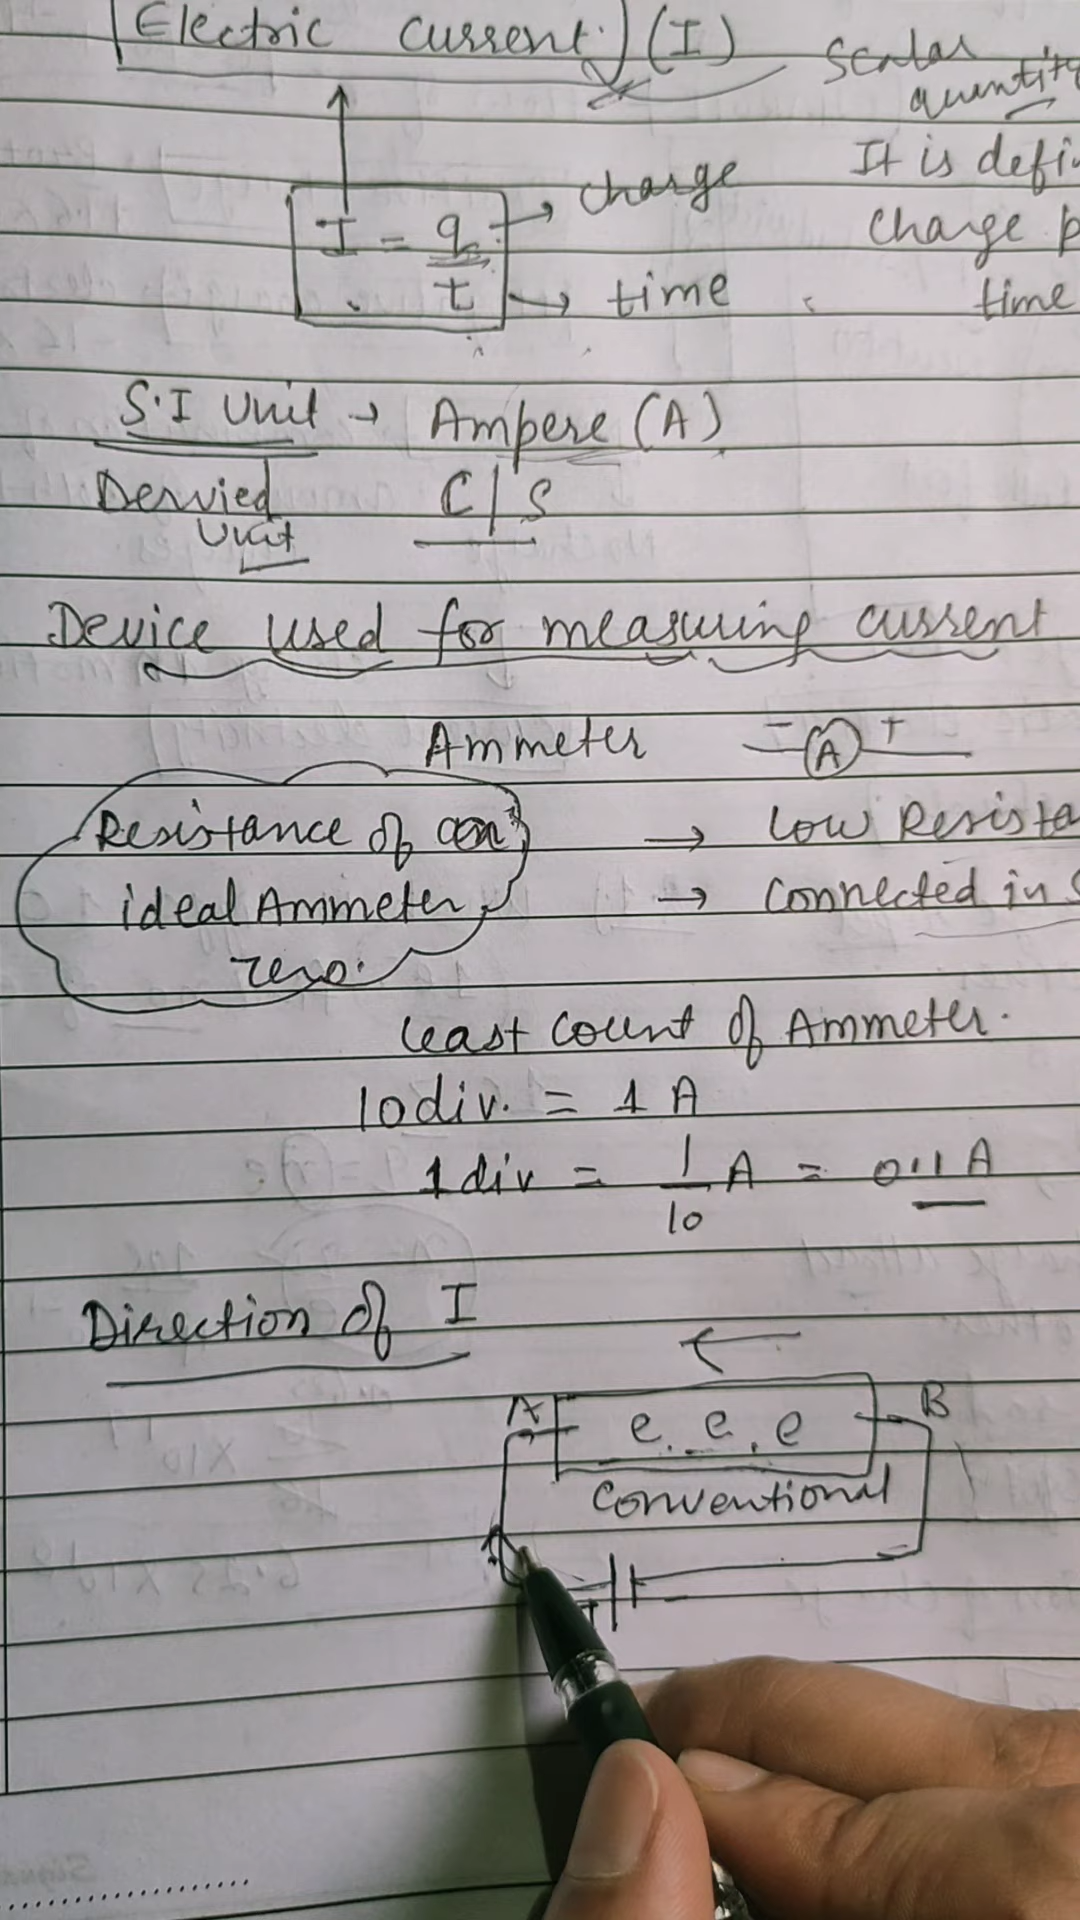 Electric current (I)
Scalar
quantity
It is defi
charge
time
I = q/t
→ charge
→ time
S.I Unit → Ampere (A)
Dervied
Unit
C/S
Device used for measuring current
Ammeter
- A +
Resistance of an
ideal Ammeter
zero.
→ Low Resista
→ Connected in S
least count of Ammeter.
10 div. = 1 A
1 div = 1/10 A = 0.1 A
Direction of I
A e e e B
Conventional